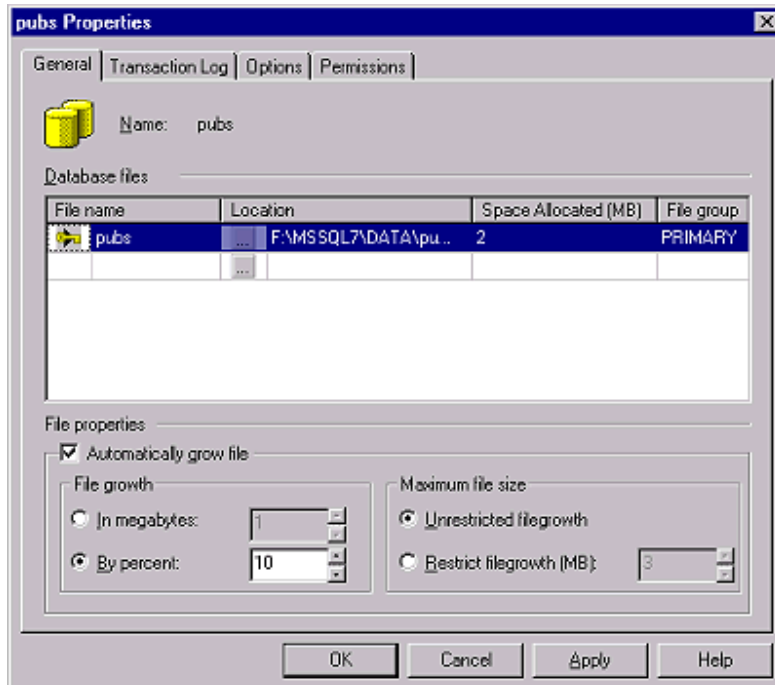 pubs Properties
General Transaction Log Options Permissions
Name: pubs
Database files
File name Location Space Allocated (MB) File group
pubs ... F:\MSSQL7\DATA\pu... 2 PRIMARY
...
File properties
Automatically grow file
File growth Maximum file size
In megabytes: 1 Unrestricted filegrowth
By percent: 10 Restrict filegrowth (MB): 3
OK Cancel Apply Help